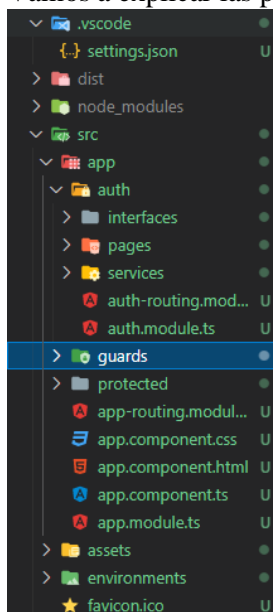 .vscode
{..} settings.json U
dist
node_modules
src
app
auth
interfaces
pages
services
auth-routing.mod... U
auth.module.ts U
guards
protected
app-routing.modul... U
app.component.css U
app.component.html U
app.component.ts U
app.module.ts U
assets
environments
favicon.ico U